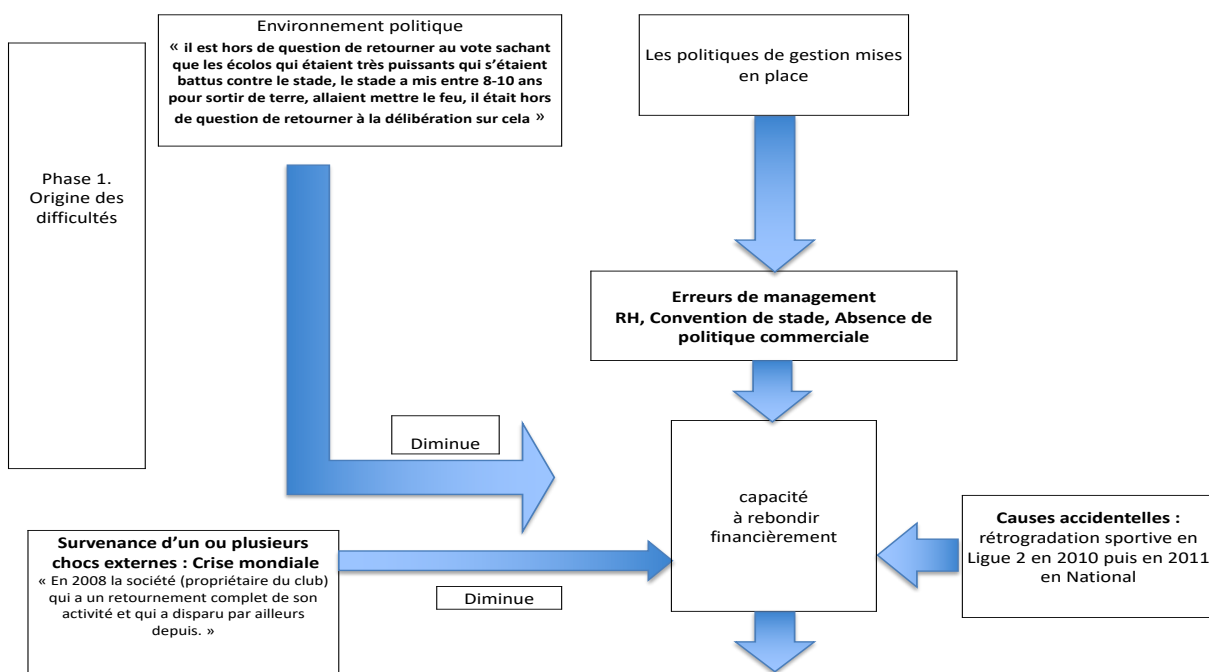 Phase 1.
Origine des
difficultés
Environnement politique
« il est hors de question de retourner au vote sachant
que les écolos qui étaient très puissants qui s’étaient
battus contre le stade, le stade a mis entre 8-10 ans
pour sortir de terre, allaient mettre le feu, il était hors
de question de retourner à la délibération sur cela »
Les politiques de gestion mises
en place
Erreurs de management
RH, Convention de stade, Absence de
politique commerciale
Diminue
capacité
à rebondir
financièrement
Survenance d’un ou plusieurs
chocs externes : Crise mondiale
« En 2008 la société (propriétaire du club)
qui a un retournement complet de son
activité et qui a disparu par ailleurs
depuis. »
Diminue
Causes accidentelles :
rétrogradation sportive en
Ligue 2 en 2010 puis en 2011
en National